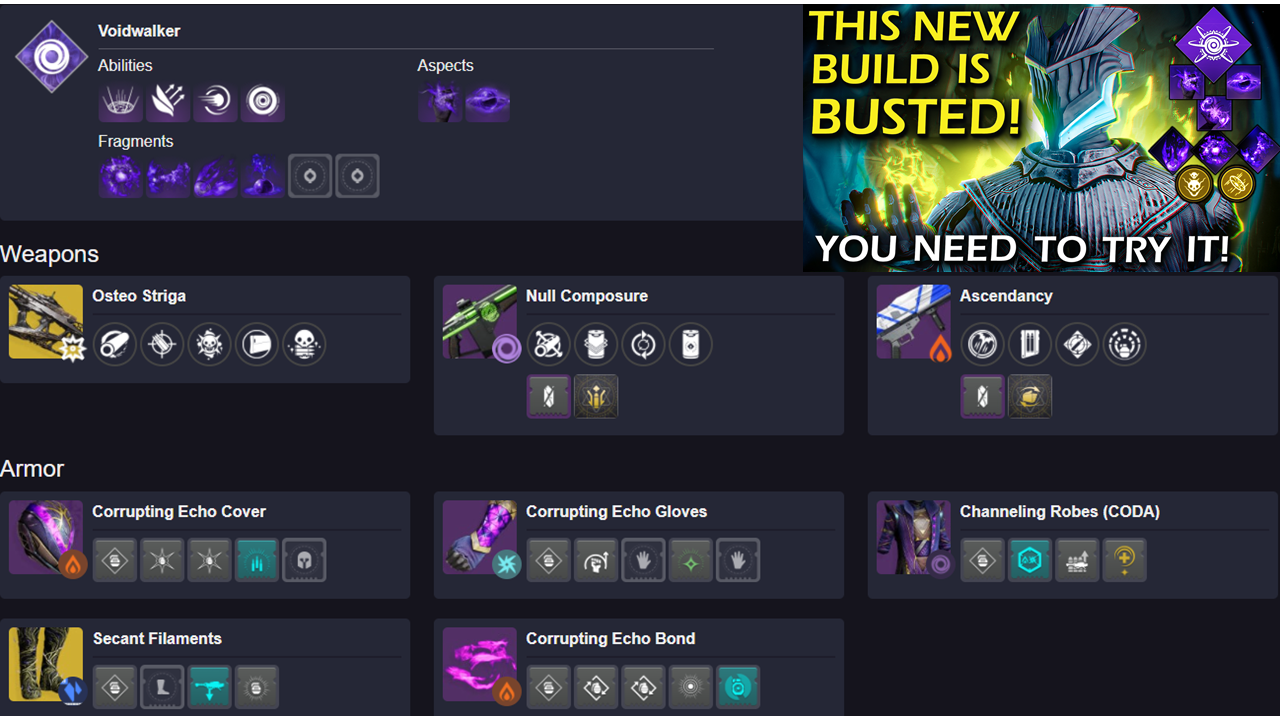 Voidwalker
Abilities
Aspects
Fragments
THIS NEW
BUILD IS
BUSTED!
YOU NEED TO TRY IT!
Weapons
Osteo Striga
Null Composure
Ascendancy
Armor
Corrupting Echo Cover
Corrupting Echo Gloves
Channeling Robes (CODA)
Secant Filaments
Corrupting Echo Bond